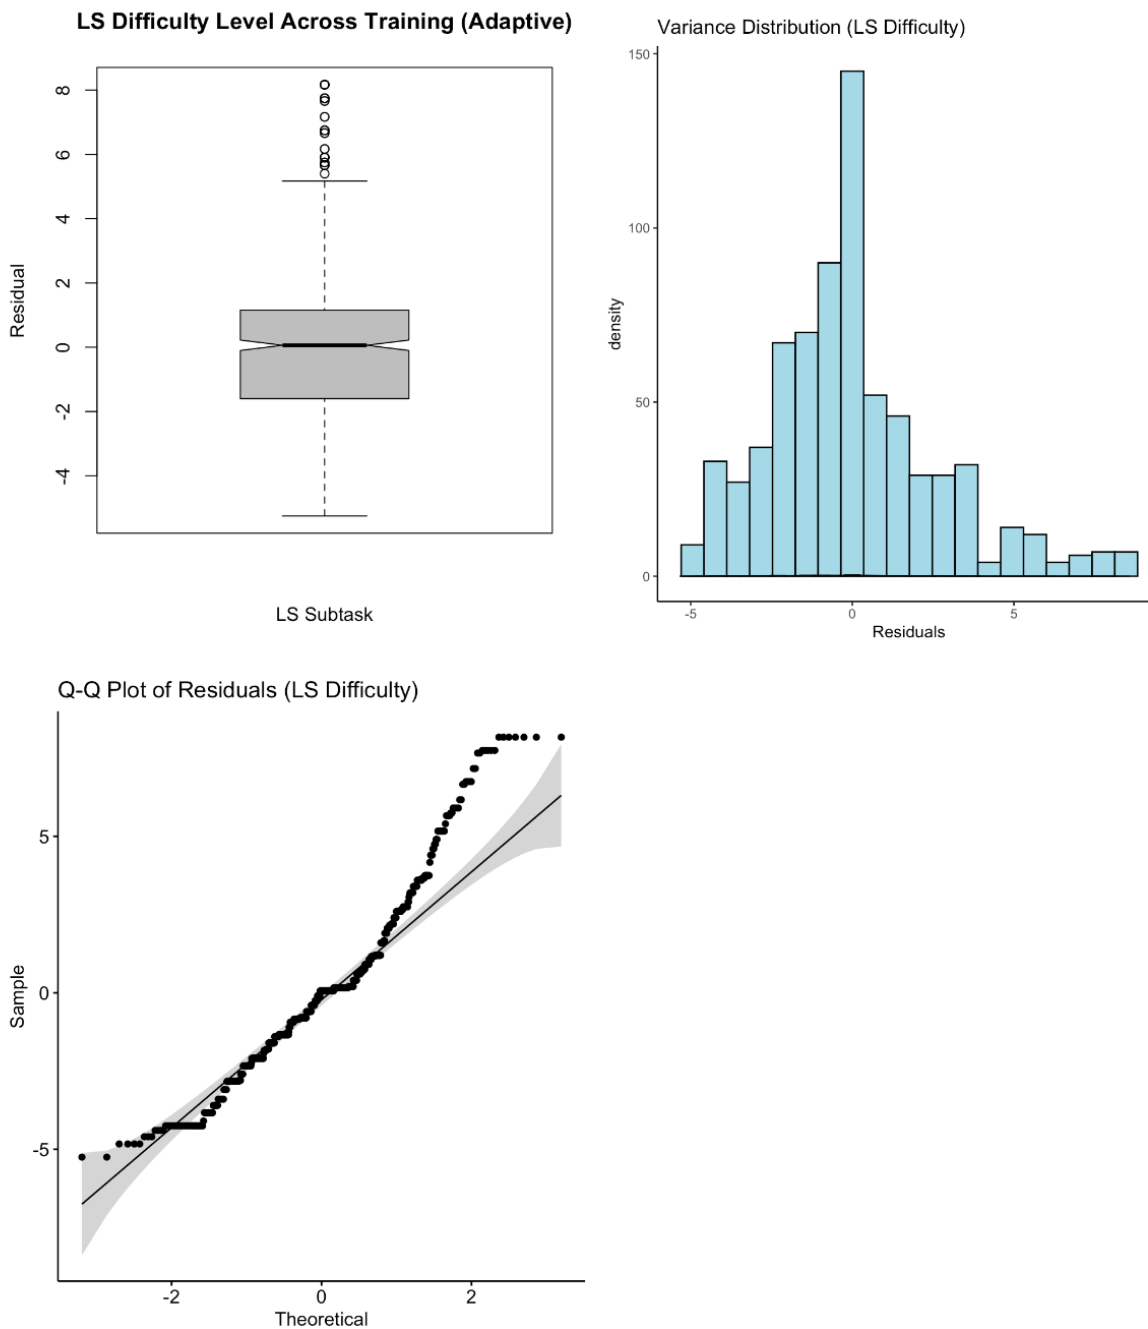 LS Difficulty Level Across Training (Adaptive)
8
6
4
2
0
-2
-4
Residual
LS Subtask
Variance Distribution (LS Difficulty)
150
100
50
0
density
-5 0 5
Residuals
Q-Q Plot of Residuals (LS Difficulty)
5
0
-5
Sample
-2 0 2
Theoretical